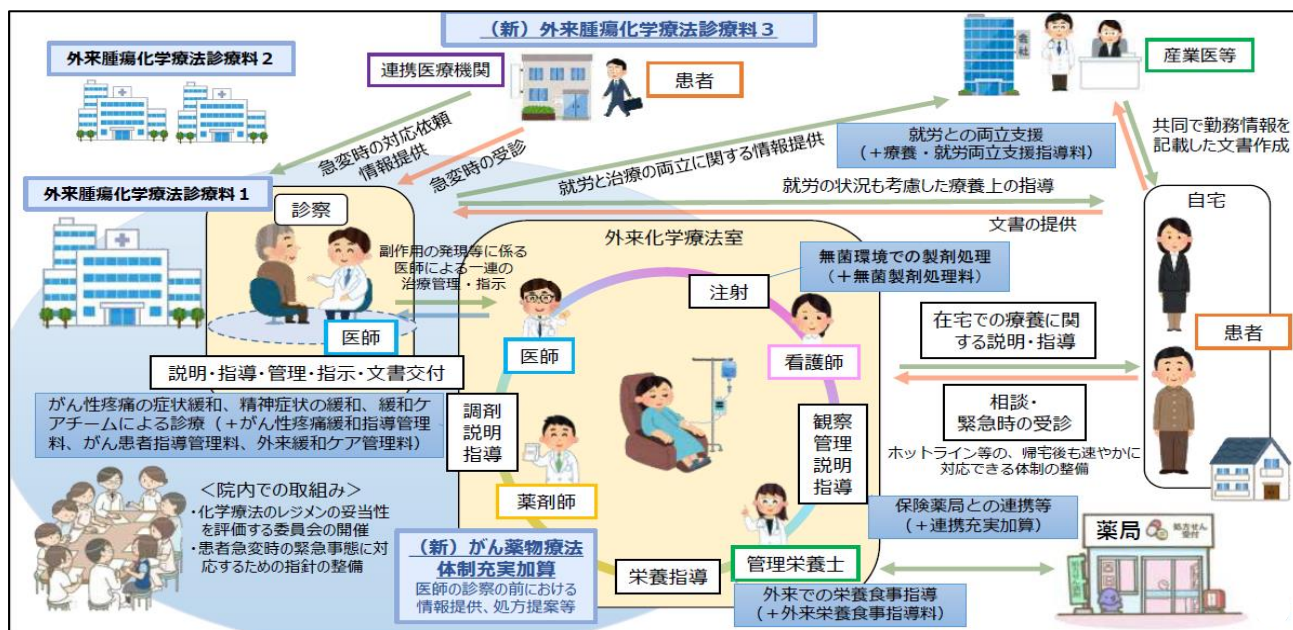 （新）外来腫瘍化学療法診療料３
外来腫瘍化学療法診療料２
連携医療機関
患者
会社
産業医等
急変時の対応依頼
情報提供
急変時の受診
就労と治療の両立に関する情報提供
就労との両立支援
（＋療養・就労両立支援指導料）
共同で勤務情報を
記載した文書作成
外来腫瘍化学療法診療料１
診察
就労の状況も考慮した療養上の指導
文書の提供
自宅
外来化学療法室
副作用の発現等に係る
医師による一連の
治療管理・指示
無菌環境での製剤処理
（＋無菌製剤処理料）
注射
医師
医師
看護師
在宅での療養に関
する説明・指導
患者
説明・指導・管理・指示・文書交付
がん性疼痛の症状緩和、精神症状の緩和、緩和ケ
アチームによる診療（＋がん性疼痛緩和指導管理
料、がん患者指導管理料、外来緩和ケア管理料）
調剤
説明
指導
観察
管理
説明
指導
相談・
緊急時の受診
ホットライン等の、帰宅後も速やかに
対応できる体制の整備
＜院内での取組み＞
・化学療法のレジメンの妥当性
を評価する委員会の開催
・患者急変時の緊急事態に対
応するための指針の整備
薬剤師
保険薬局との連携等
（＋連携充実加算）
薬局
処方せん
受付
（新）がん薬物療法
体制充実加算
医師の診察の前における
情報提供、処方提案等
栄養指導
管理栄養士
外来での栄養食事指導
（＋外来栄養食事指導料）